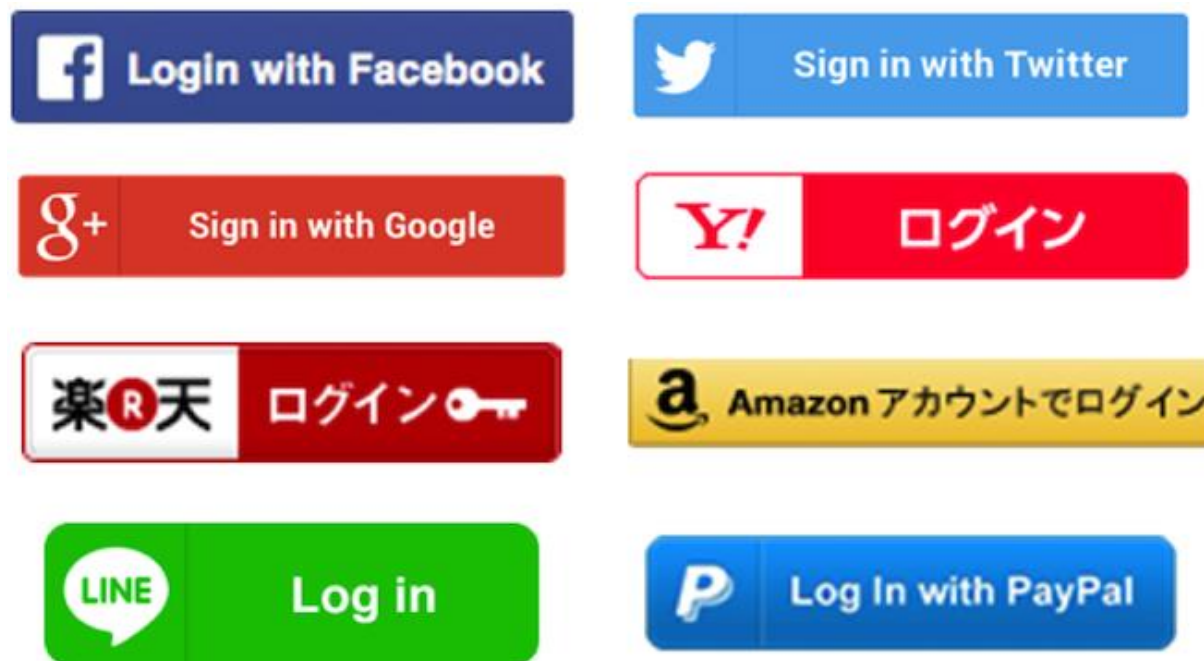 f Login with Facebook
Sign in with Twitter
g+ Sign in with Google
Y! ログイン
楽R天 ログイン
a Amazon アカウントでログイン
LINE Log in
P Log In with PayPal